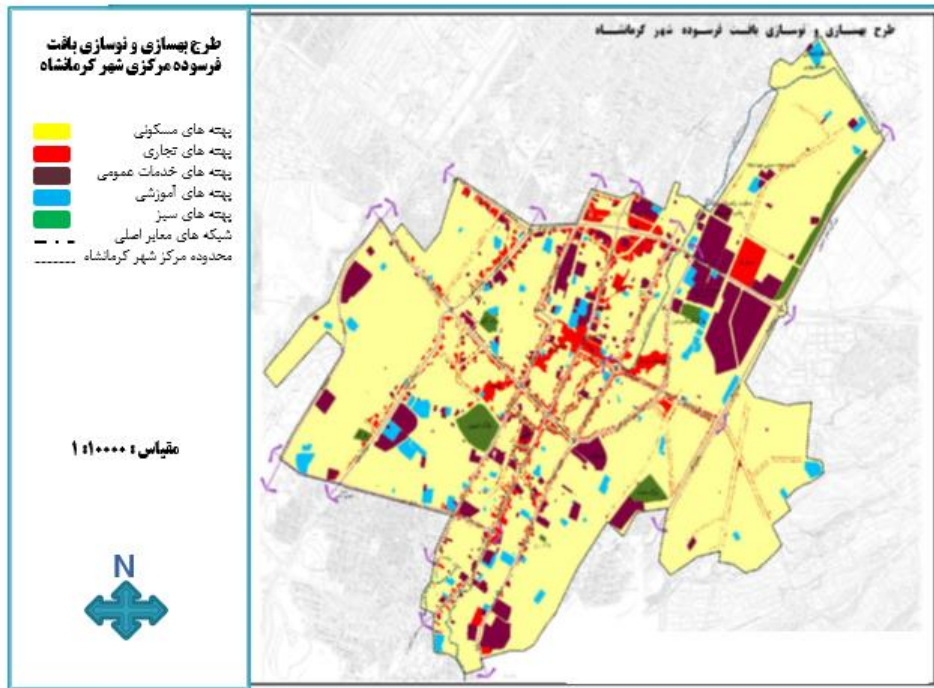 طرح بهسازی و نوسازی بافت
فرسوده مرکزی شهر کرمانشاه
پهنه های مسکونی
پهنه های تجاری
پهنه های خدمات عمومی
پهنه های آموزشی
پهنه های سبز
شبکه های معابر اصلی
محدوده مرکز شهر کرمانشاه
مقیاس : ۱:۱۰۰۰۰
N
طرح بهسازی و نوسازی بافت فرسوده شهر کرمانشاه